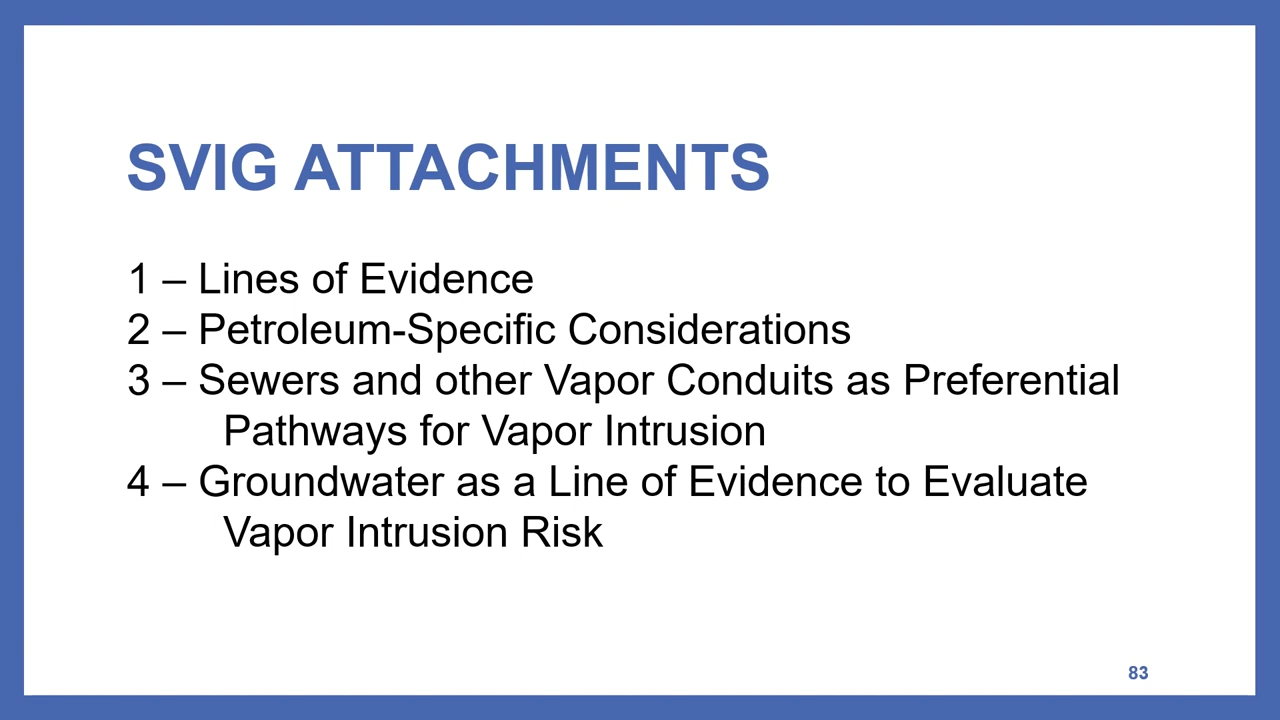 SVIG ATTACHMENTS
1 – Lines of Evidence
2 – Petroleum-Specific Considerations
3 – Sewers and other Vapor Conduits as Preferential
Pathways for Vapor Intrusion
4 – Groundwater as a Line of Evidence to Evaluate
Vapor Intrusion Risk
83